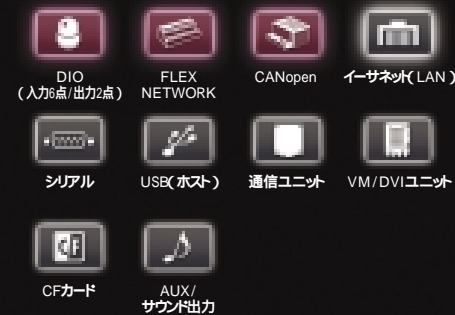 DIO
(入力6点/出力2点)
FLEX
NETWORK
CANopen
イーサネット(LAN)
シリアル
USB(ホスト)
通信ユニット
VM/DVIユニット
CF
CFカード
AUX/
サウンド出力